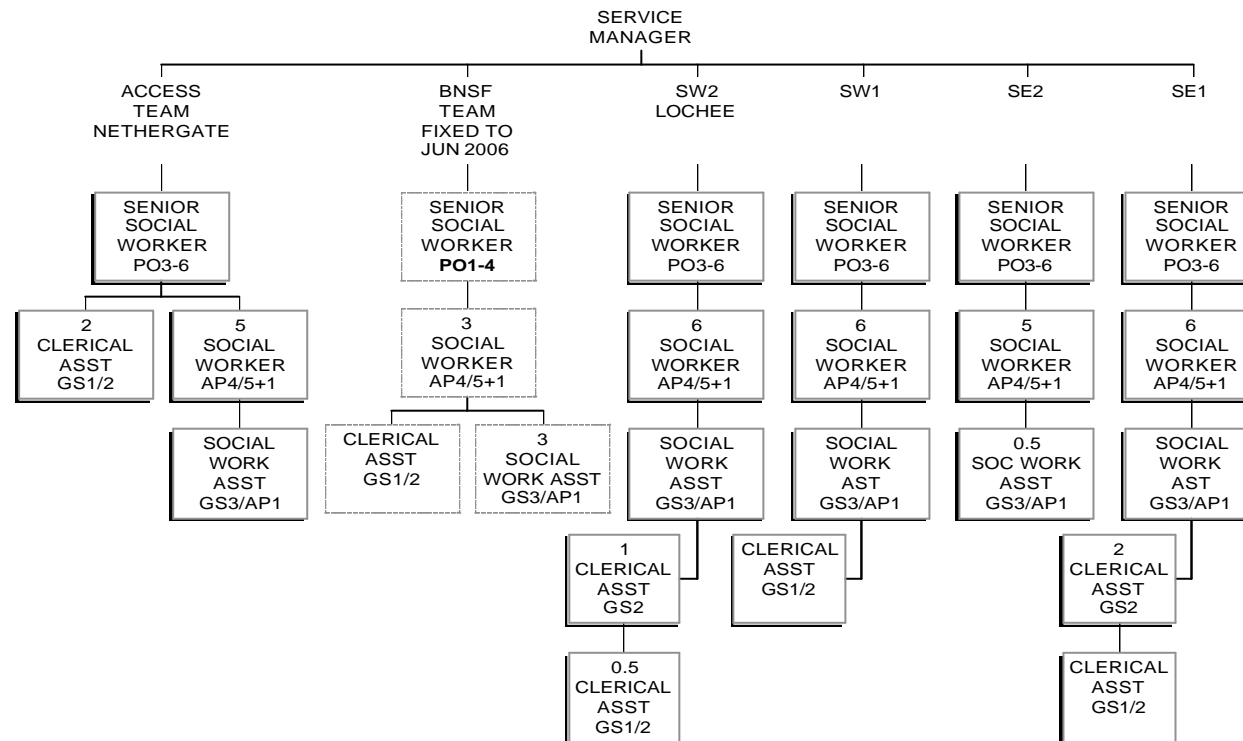 SERVICE
MANAGER
ACCESS
TEAM
NETHERGATE
BNSF
TEAM
FIXED TO
JUN 2006
SW2
LOCHEE
SW1
SE2
SE1
SENIOR
SOCIAL
WORKER
PO3-6
SENIOR
SOCIAL
WORKER
PO1-4
SENIOR
SOCIAL
WORKER
PO3-6
SENIOR
SOCIAL
WORKER
PO3-6
SENIOR
SOCIAL
WORKER
PO3-6
SENIOR
SOCIAL
WORKER
PO3-6
2
CLERICAL
ASST
GS1/2
5
SOCIAL
WORKER
AP4/5+1
3
SOCIAL
WORKER
AP4/5+1
6
SOCIAL
WORKER
AP4/5+1
6
SOCIAL
WORKER
AP4/5+1
5
SOCIAL
WORKER
AP4/5+1
6
SOCIAL
WORKER
AP4/5+1
SOCIAL
WORK
ASST
GS3/AP1
CLERICAL
ASST
GS1/2
3
SOCIAL
WORK ASST
GS3/AP1
SOCIAL
WORK
ASST
GS3/AP1
SOCIAL
WORK
AST
GS3/AP1
0.5
SOC WORK
ASST
GS3/AP1
SOCIAL
WORK
AST
GS3/AP1
1
CLERICAL
ASST
GS2
CLERICAL
ASST
GS1/2
2
CLERICAL
ASST
GS2
0.5
CLERICAL
ASST
GS1/2
CLERICAL
ASST
GS1/2